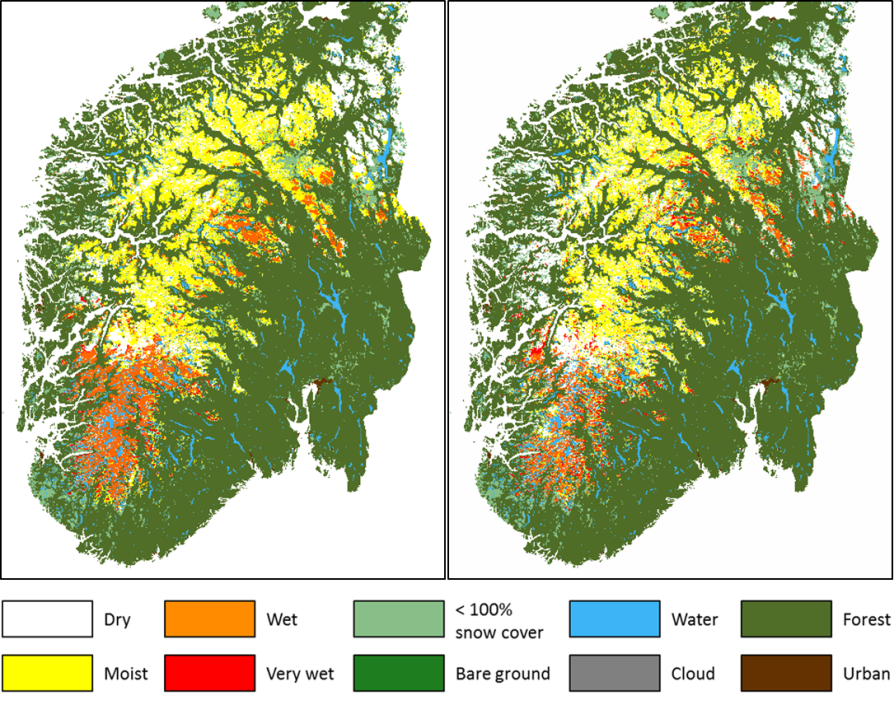 Dry
Wet
< 100%
snow cover
Water
Forest
Moist
Very wet
Bare ground
Cloud
Urban